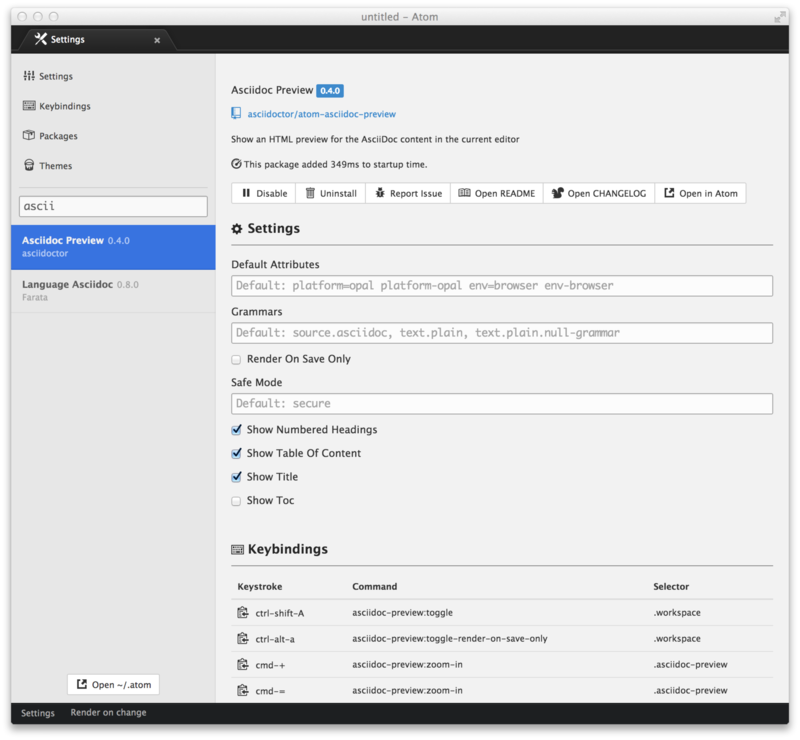 untitled – Atom
Settings
Settings
Keybindings
Packages
Themes
ascii
Asciidoc Preview 0.4.0
asciidoctor
Language Asciidoc 0.8.0
Farata
Open ~/.atom
Asciidoc Preview 0.4.0
asciidoctor/atom-asciidoc-preview
Show an HTML preview for the AsciiDoc content in the current editor
This package added 349ms to startup time.
Disable Uninstall Report Issue Open README Open CHANGELOG Open in Atom
Settings
Default Attributes
Default: platform=opal platform-opal env=browser env-browser
Grammars
Default: source.asciidoc, text.plain, text.plain.null-grammar
Render On Save Only
Safe Mode
Default: secure
Show Numbered Headings
Show Table Of Content
Show Title
Show Toc
Keybindings
Keystroke Command Selector
ctrl-shift-A asciidoc-preview:toggle .workspace
ctrl-alt-a asciidoc-preview:toggle-render-on-save-only .workspace
cmd-+ asciidoc-preview:zoom-in .asciidoc-preview
cmd-= asciidoc-preview:zoom-in .asciidoc-preview
Settings Render on change